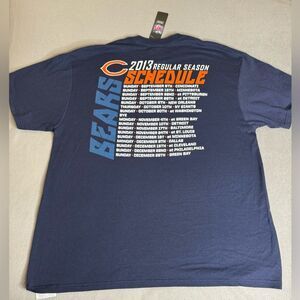 2013 REGULAR SEASON
SCHEDULE
BEARS
SUNDAY - SEPTEMBER 8TH - CINCINNATI
SUNDAY - SEPTEMBER 15TH - MINNESOTA
SUNDAY - SEPTEMBER 22ND - at PITTSBURGH
SUNDAY - SEPTEMBER 29TH - at DETROIT
SUNDAY - OCTOBER 6TH - NEW ORLEANS
THURSDAY - OCTOBER 10TH - NY GIANTS
SUNDAY - OCTOBER 20TH - at WASHINGTON
BYE
MONDAY - NOVEMBER 4TH - at GREEN BAY
SUNDAY - NOVEMBER 10TH - DETROIT
SUNDAY - NOVEMBER 17TH - BALTIMORE
SUNDAY - NOVEMBER 24TH - at ST. LOUIS
SUNDAY - DECEMBER 1ST - at MINNESOTA
MONDAY - DECEMBER 9TH - DALLAS
SUNDAY - DECEMBER 15TH - at CLEVELAND
SUNDAY - DECEMBER 22ND - at PHILADELPHIA
SUNDAY - DECEMBER 29TH - GREEN BAY